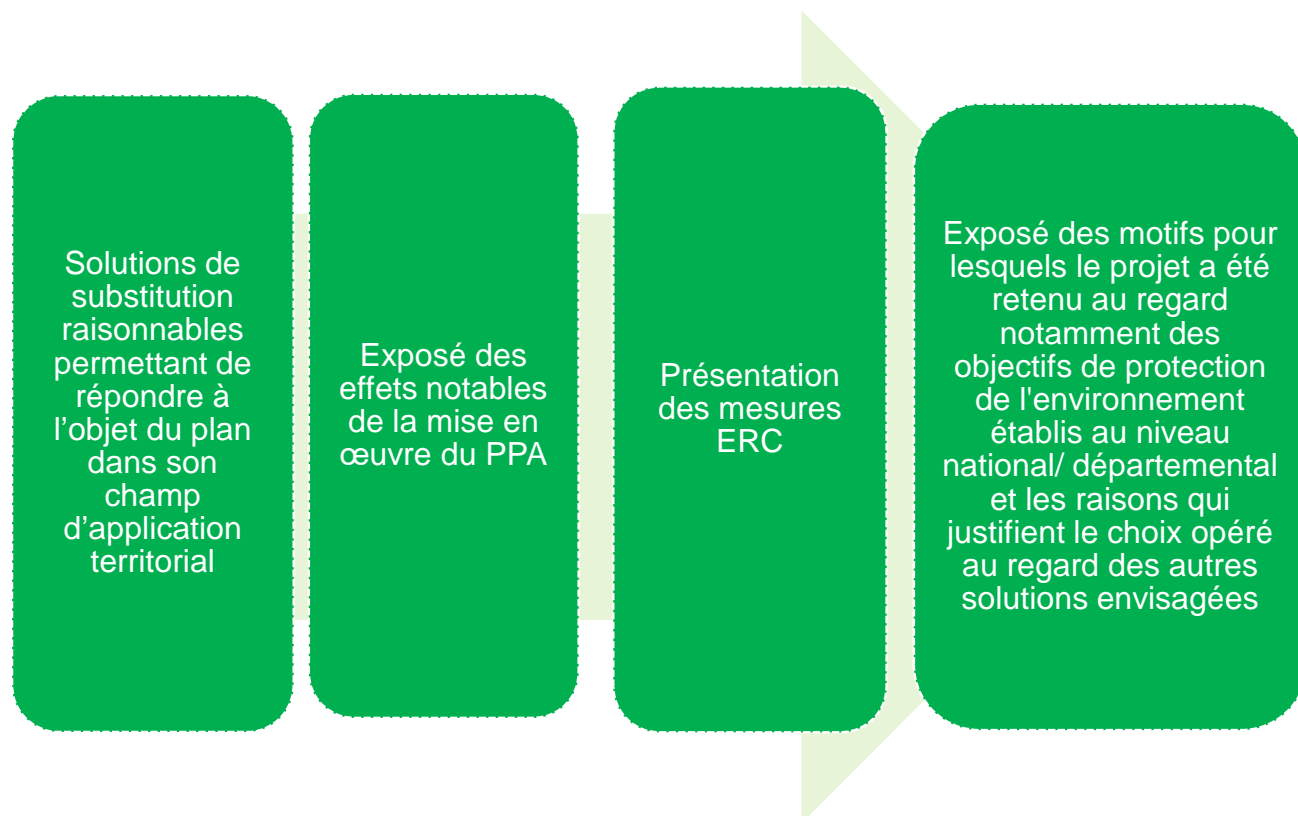 Solutions de
substitution
raisonnables
permettant de
répondre à
l’objet du plan
dans son
champ
d’application
territorial
Exposé des
effets notables
de la mise en
œuvre du PPA
Présentation
des mesures
ERC
Exposé des motifs pour
lesquels le projet a été
retenu au regard
notamment des
objectifs de protection
de l'environnement
établis au niveau
national/ départemental
et les raisons qui
justifient le choix opéré
au regard des autres
solutions envisagées